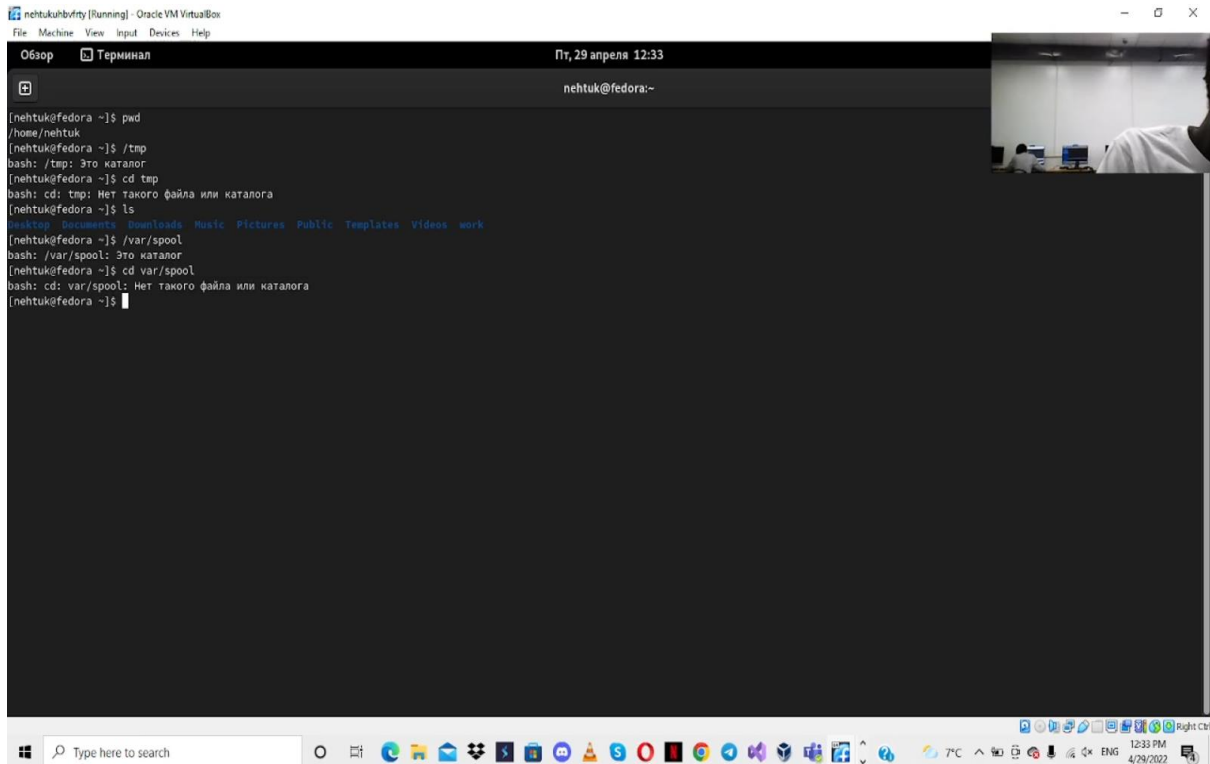 nehtukuhbvfrty [Running] - Oracle VM VirtualBox
File Machine View Input Devices Help
Обзор Терминал Пт, 29 апреля 12:33
nehtuk@fedora:~
[nehtuk@fedora ~]$ pwd
/home/nehtuk
[nehtuk@fedora ~]$ /tmp
bash: /tmp: Это каталог
[nehtuk@fedora ~]$ cd tmp
bash: cd: tmp: Нет такого файла или каталога
[nehtuk@fedora ~]$ ls
Desktop Documents Downloads Music Pictures Public Templates Videos work
[nehtuk@fedora ~]$ /var/spool
bash: /var/spool: Это каталог
[nehtuk@fedora ~]$ cd var/spool
bash: cd: var/spool: Нет такого файла или каталога
[nehtuk@fedora ~]$
Right Ctrl
Type here to search 7°C ENG 12:33 PM
4/29/2022